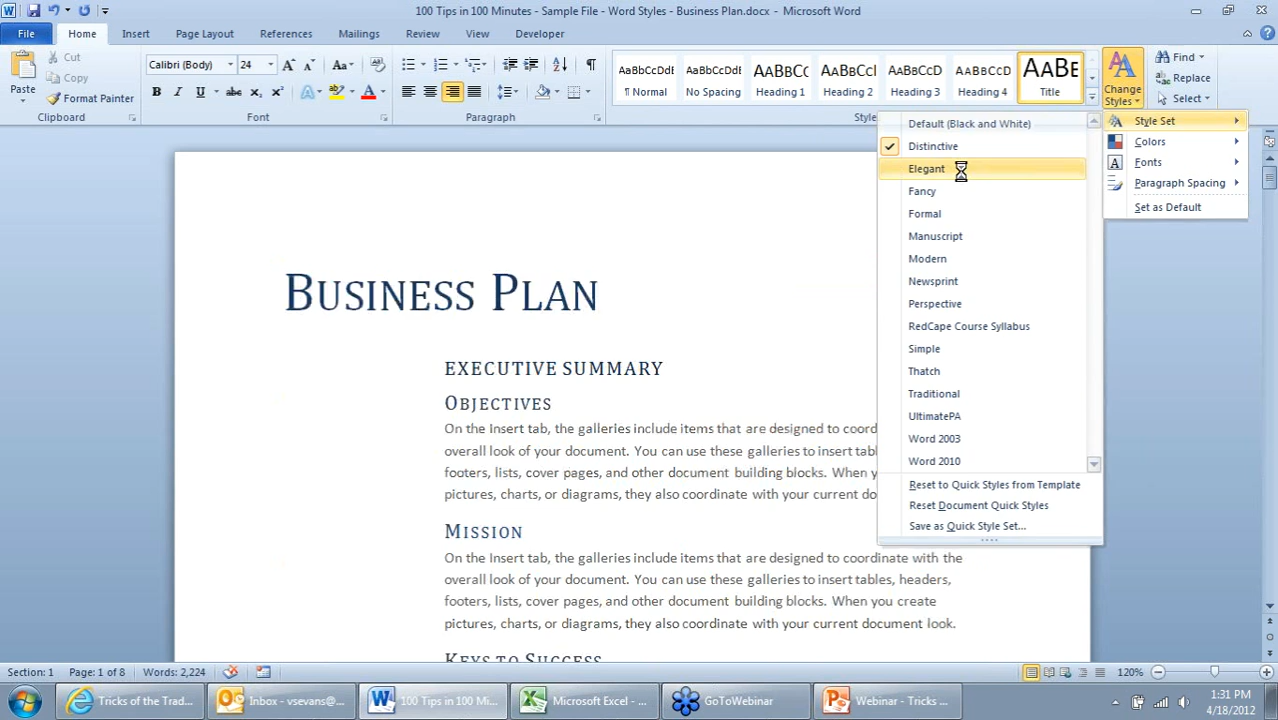 100 Tips in 100 Minutes - Sample File - Word Styles - Business Plan.docx - Microsoft Word
File Home Insert Page Layout References Mailings Review View Developer
Paste
Cut
Copy
Format Painter
Clipboard
Calibri (Body) 24
Font
Paragraph
AaBbCcDdE AaBbCcDdE AABBCC AABBCCD AABBCCD AABBCCD AABE
¶ Normal No Spacing Heading 1 Heading 2 Heading 3 Heading 4 Title
Change
Styles
Find
Replace
Select
Style Set
Colors
Fonts
Paragraph Spacing
Set as Default
Default (Black and White)
Distinctive
Elegant
Fancy
Formal
Manuscript
Modern
Newsprint
Perspective
RedCape Course Syllabus
Simple
Thatch
Traditional
UltimatePA
Word 2003
Word 2010
Reset to Quick Styles from Template
Reset Document Quick Styles
Save as Quick Style Set...
BUSINESS PLAN
EXECUTIVE SUMMARY
OBJECTIVES
On the Insert tab, the galleries include items that are designed to coord
overall look of your document. You can use these galleries to insert tabl
footers, lists, cover pages, and other document building blocks. When y
pictures, charts, or diagrams, they also coordinate with your current do
MISSION
On the Insert tab, the galleries include items that are designed to coordinate with the
overall look of your document. You can use these galleries to insert tables, headers,
footers, lists, cover pages, and other document building blocks. When you create
pictures, charts, or diagrams, they also coordinate with your current document look.
KEYS TO SUCCESS
Section: 1 Page: 1 of 8 Words: 2,224 120%
Tricks of the Trad... Inbox - vsevans@... 100 Tips in 100 Mi... Microsoft Excel - ... GoToWebinar Webinar - Tricks ...
1:31 PM
4/18/2012